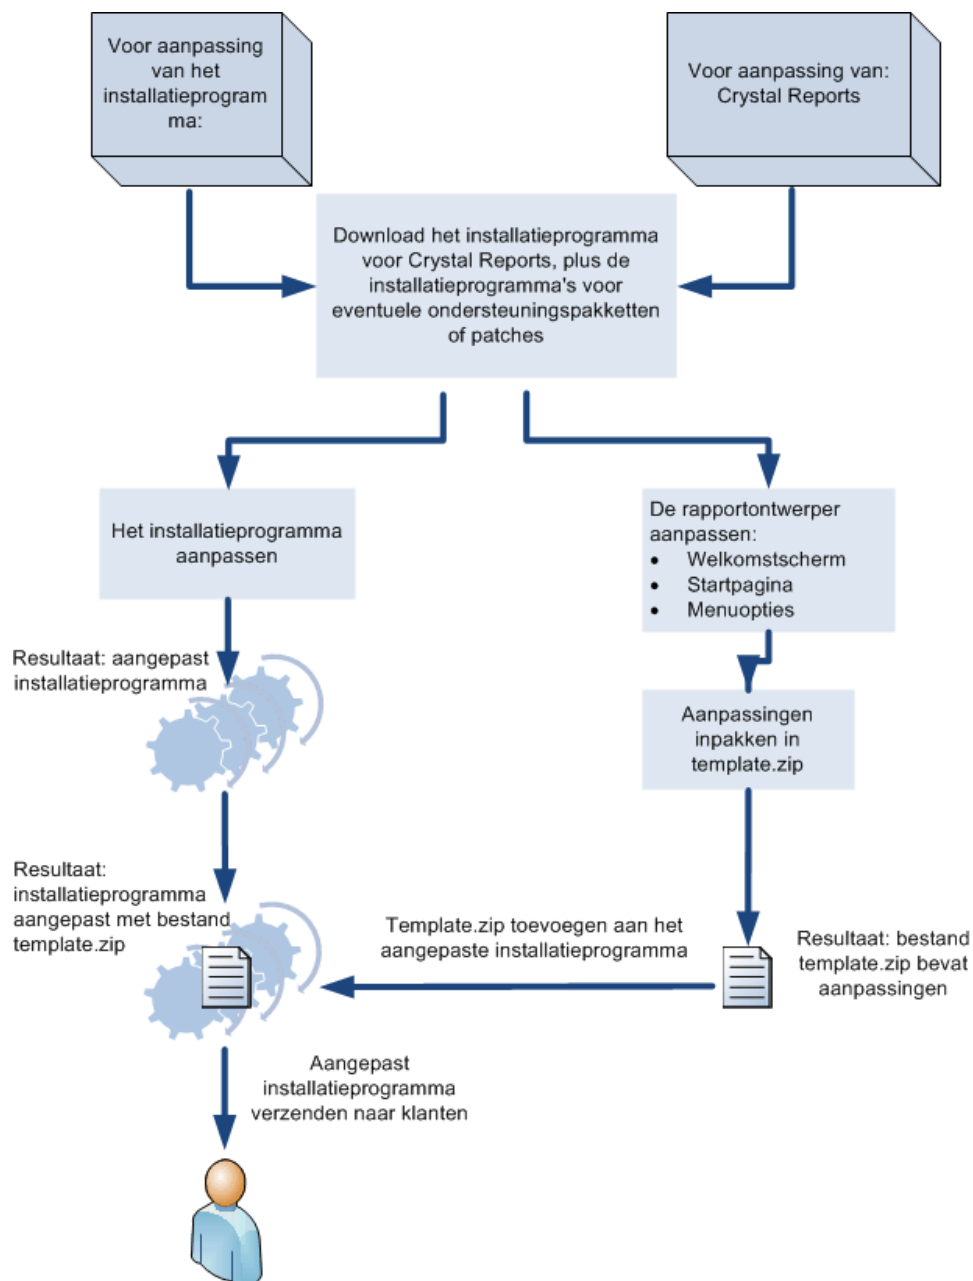 Voor aanpassing
van het
installatieprogram
ma:
Voor aanpassing van:
Crystal Reports
Download het installatieprogramma
voor Crystal Reports, plus de
installatieprogramma's voor
eventuele ondersteuningspakketten
of patches
Het installatieprogramma
aanpassen
De rapportontwerper
aanpassen:
• Welkomstscherm
• Startpagina
• Menuopties
Resultaat: aangepast
installatieprogramma
Aanpassingen
inpakken in
template.zip
Resultaat:
installatieprogramma
aangepast met bestand
template.zip
Template.zip toevoegen aan het
aangepaste installatieprogramma
Resultaat: bestand
template.zip bevat
aanpassingen
Aangepast
installatieprogramma
verzenden naar klanten